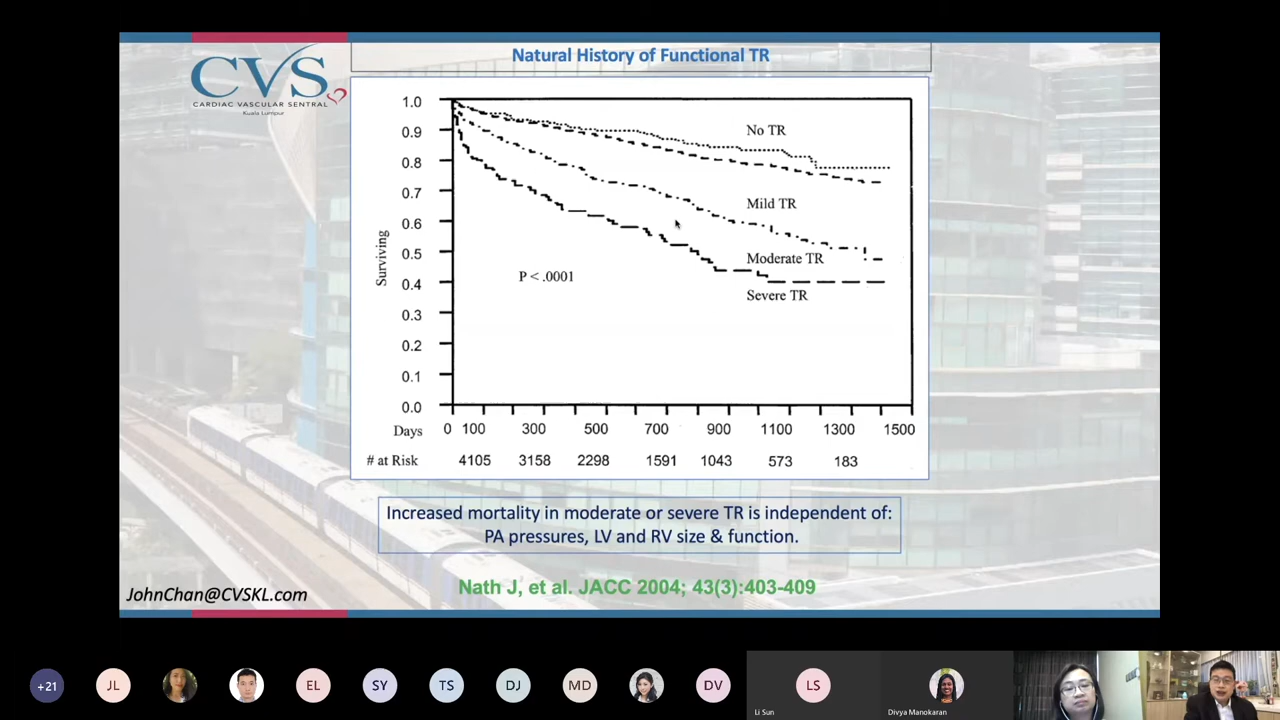 Natural History of Functional TR
CVS
CARDIAC VASCULAR SENTRAL
Kuala Lumpur
1.0
0.9
0.8
0.7
0.6
0.5
0.4
0.3
0.2
0.1
0.0
Surviving
No TR
Mild TR
Moderate TR
Severe TR
P < .0001
Days 0 100 300 500 700 900 1100 1300 1500
# at Risk 4105 3158 2298 1591 1043 573 183
Increased mortality in moderate or severe TR is independent of:
PA pressures, LV and RV size & function.
Nath J, et al. JACC 2004; 43(3):403-409
JohnChan@CVSKL.com
+21 JL EL SY TS DJ MD DV LS
Li Sun
Divya Manokaran